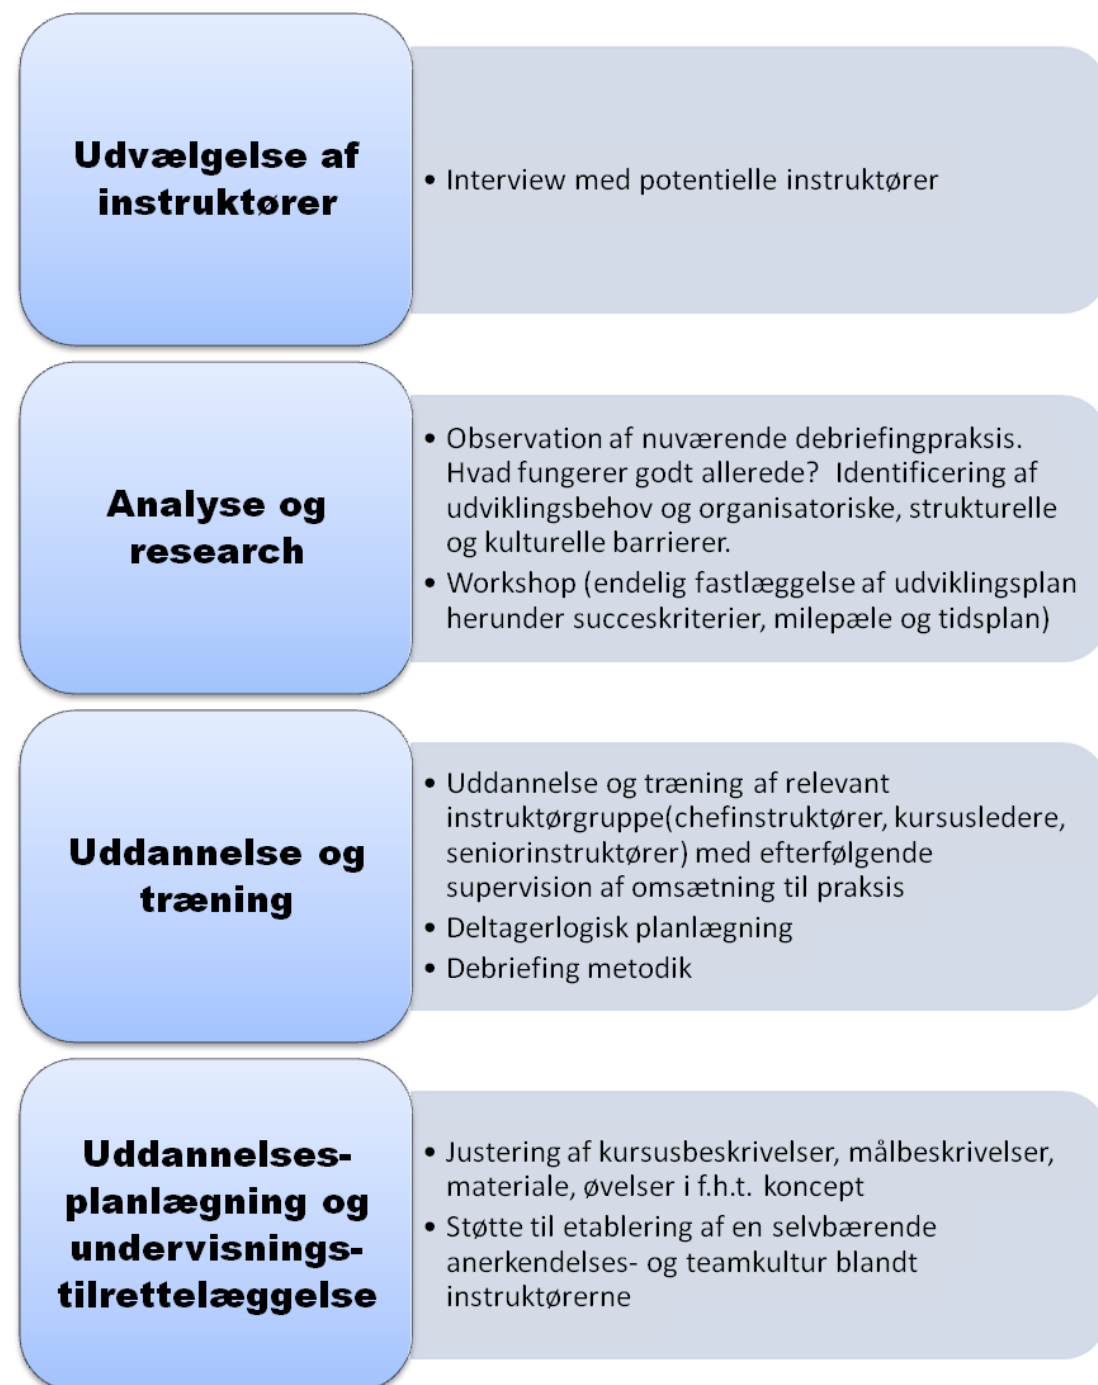 Udvælgelse af
instruktører
• Interview med potentielle instruktører
Analyse og
research
• Observation af nuværende debriefingpraksis.
Hvad fungerer godt allerede?  Identificering af
udviklingsbehov og organisatoriske, strukturelle
og kulturelle barrierer.
• Workshop (endelig fastlæggelse af udviklingsplan
herunder succeskriterier, milepæle og tidsplan)
Uddannelse og
træning
• Uddannelse og træning af relevant
instruktørgruppe(chefinstruktører, kursusledere,
seniorinstruktører) med efterfølgende
supervision af omsætning til praksis
• Deltagerlogisk planlægning
• Debriefing metodik
Uddannelses-
planlægning og
undervisnings-
tilrettelæggelse
• Justering af kursusbeskrivelser, målbeskrivelser,
materiale, øvelser i f.h.t. koncept
• Støtte til etablering af en selvbærende
anerkendelses- og teamkultur blandt
instruktørerne